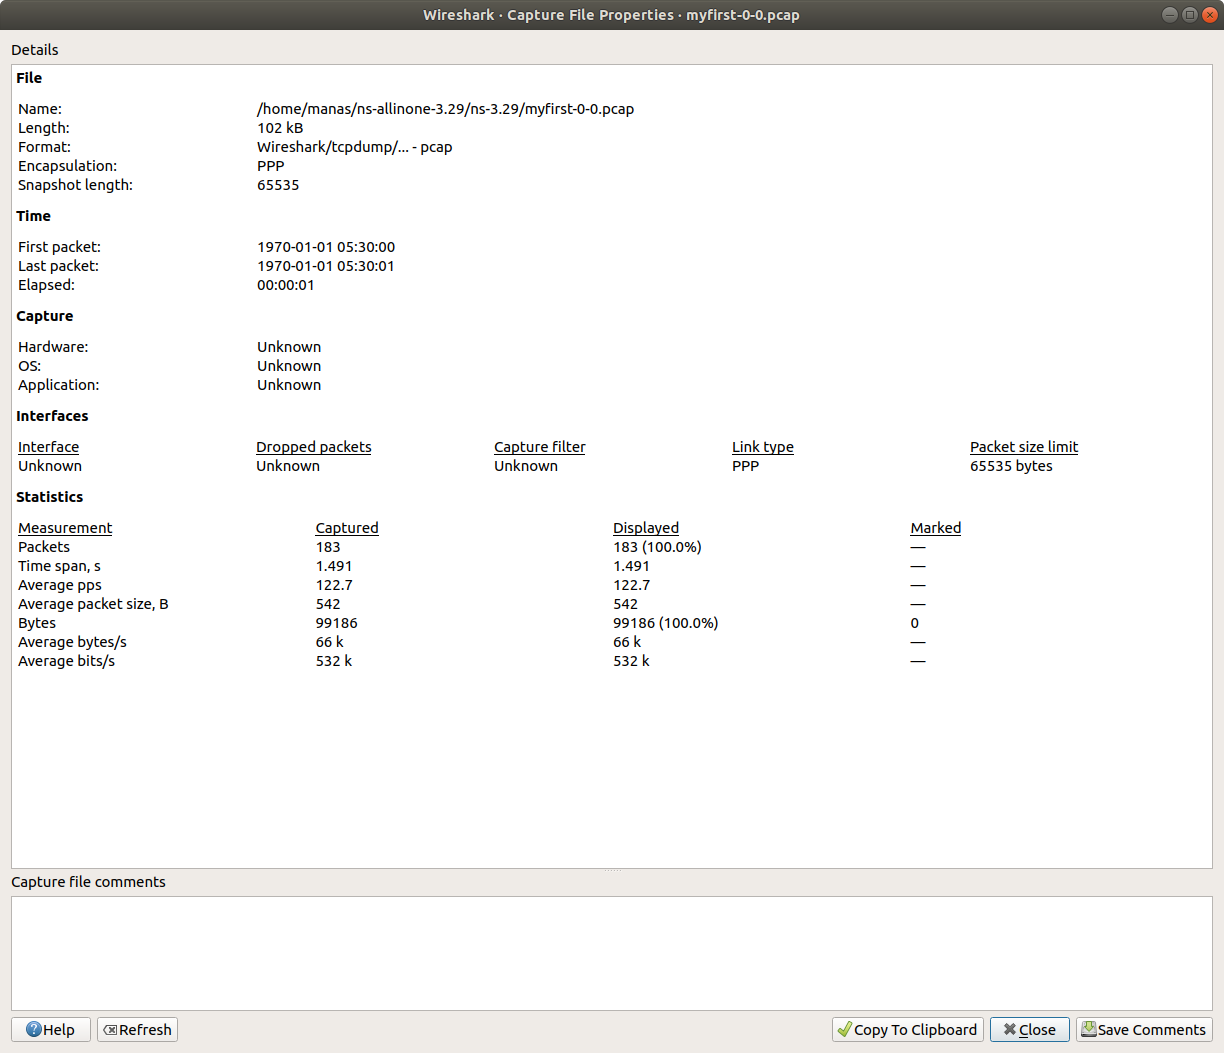 Wireshark · Capture File Properties · myfirst-0-0.pcap
Details
File
Name: /home/manas/ns-allinone-3.29/ns-3.29/myfirst-0-0.pcap
Length: 102 kB
Format: Wireshark/tcpdump/... - pcap
Encapsulation: PPP
Snapshot length: 65535
Time
First packet: 1970-01-01 05:30:00
Last packet: 1970-01-01 05:30:01
Elapsed: 00:00:01
Capture
Hardware: Unknown
OS: Unknown
Application: Unknown
Interfaces
Interface Dropped packets Capture filter Link type Packet size limit
Unknown Unknown Unknown PPP 65535 bytes
Statistics
Measurement Captured Displayed Marked
Packets 183 183 (100.0%) —
Time span, s 1.491 1.491 —
Average pps 122.7 122.7 —
Average packet size, B 542 542 —
Bytes 99186 99186 (100.0%) 0
Average bytes/s 66 k 66 k —
Average bits/s 532 k 532 k —
Capture file comments
Help Refresh Copy To Clipboard Close Save Comments